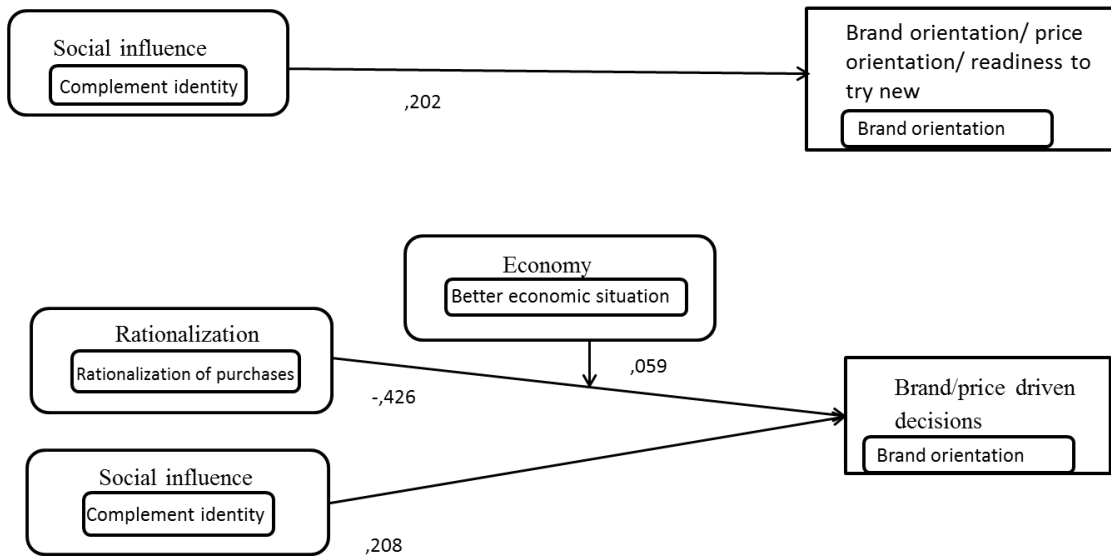 Social influence
Complement identity
,202
Brand orientation/ price
orientation/ readiness to
try new
Brand orientation
Economy
Better economic situation
,059
Rationalization
Rationalization of purchases
-,426
Brand/price driven
decisions
Brand orientation
Social influence
Complement identity
,208